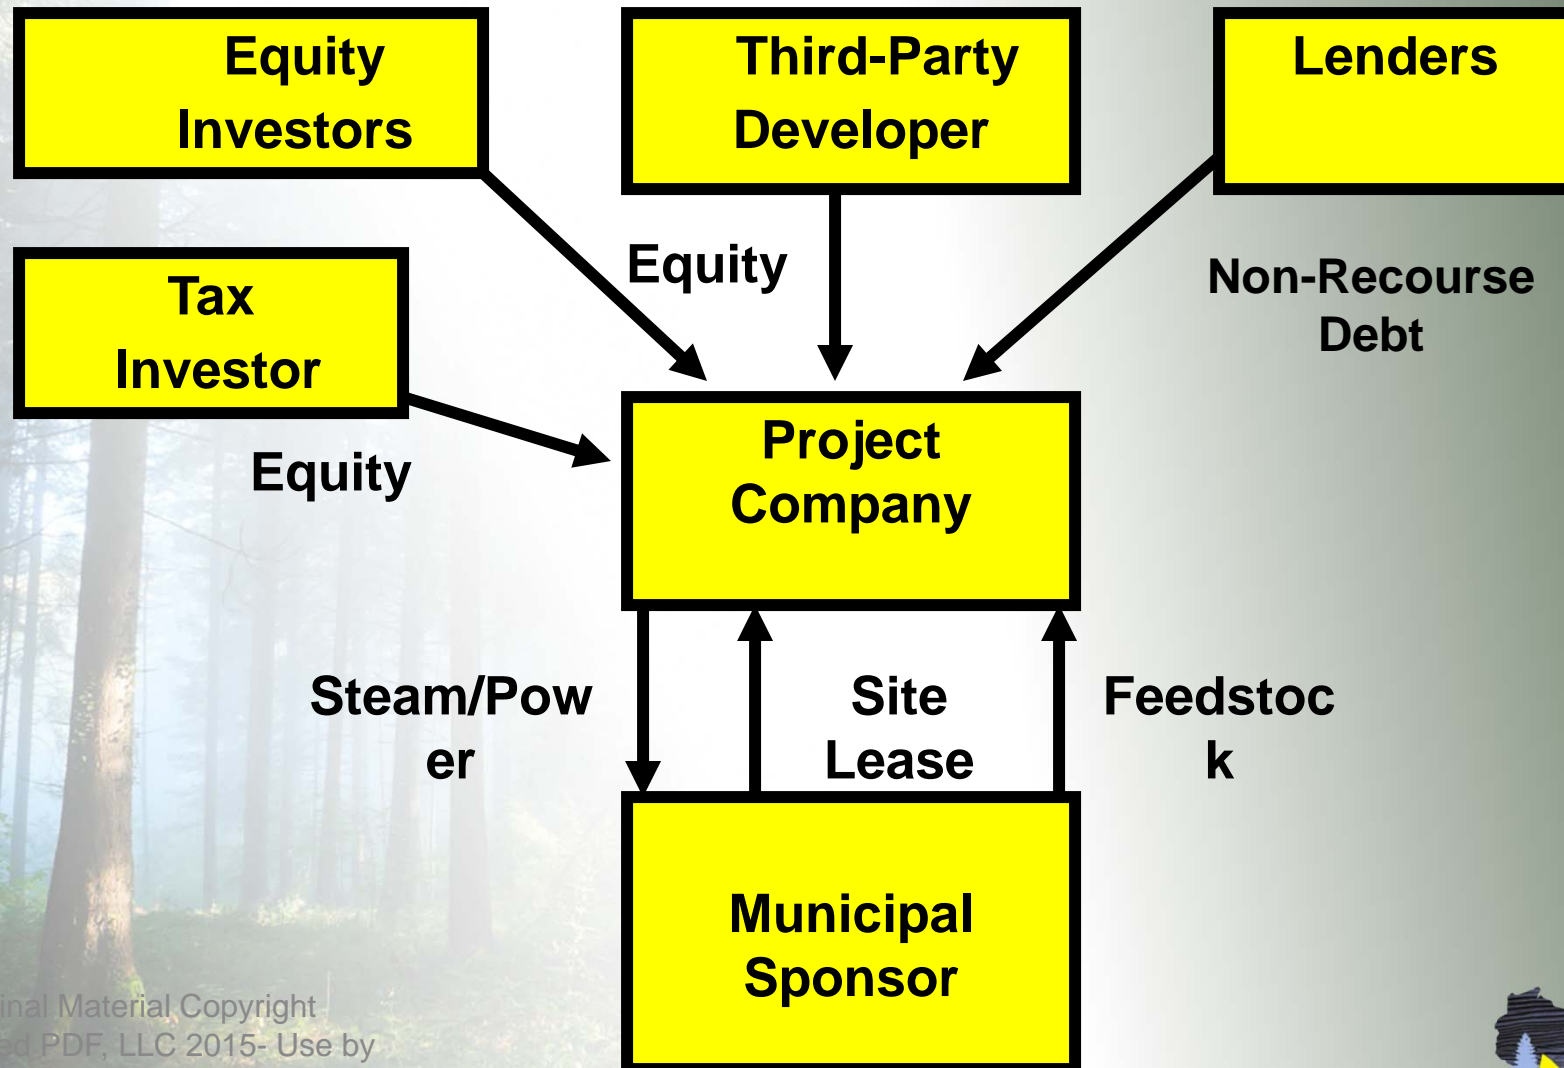 Equity
Investors
Third-Party
Developer
Lenders
Tax
Investor
Equity
Non-Recourse
Debt
Equity
Project
Company
Steam/Pow
er
Site
Lease
Feedstoc
k
Municipal
Sponsor
inal Material Copyright
ed PDF, LLC 2015- Use by